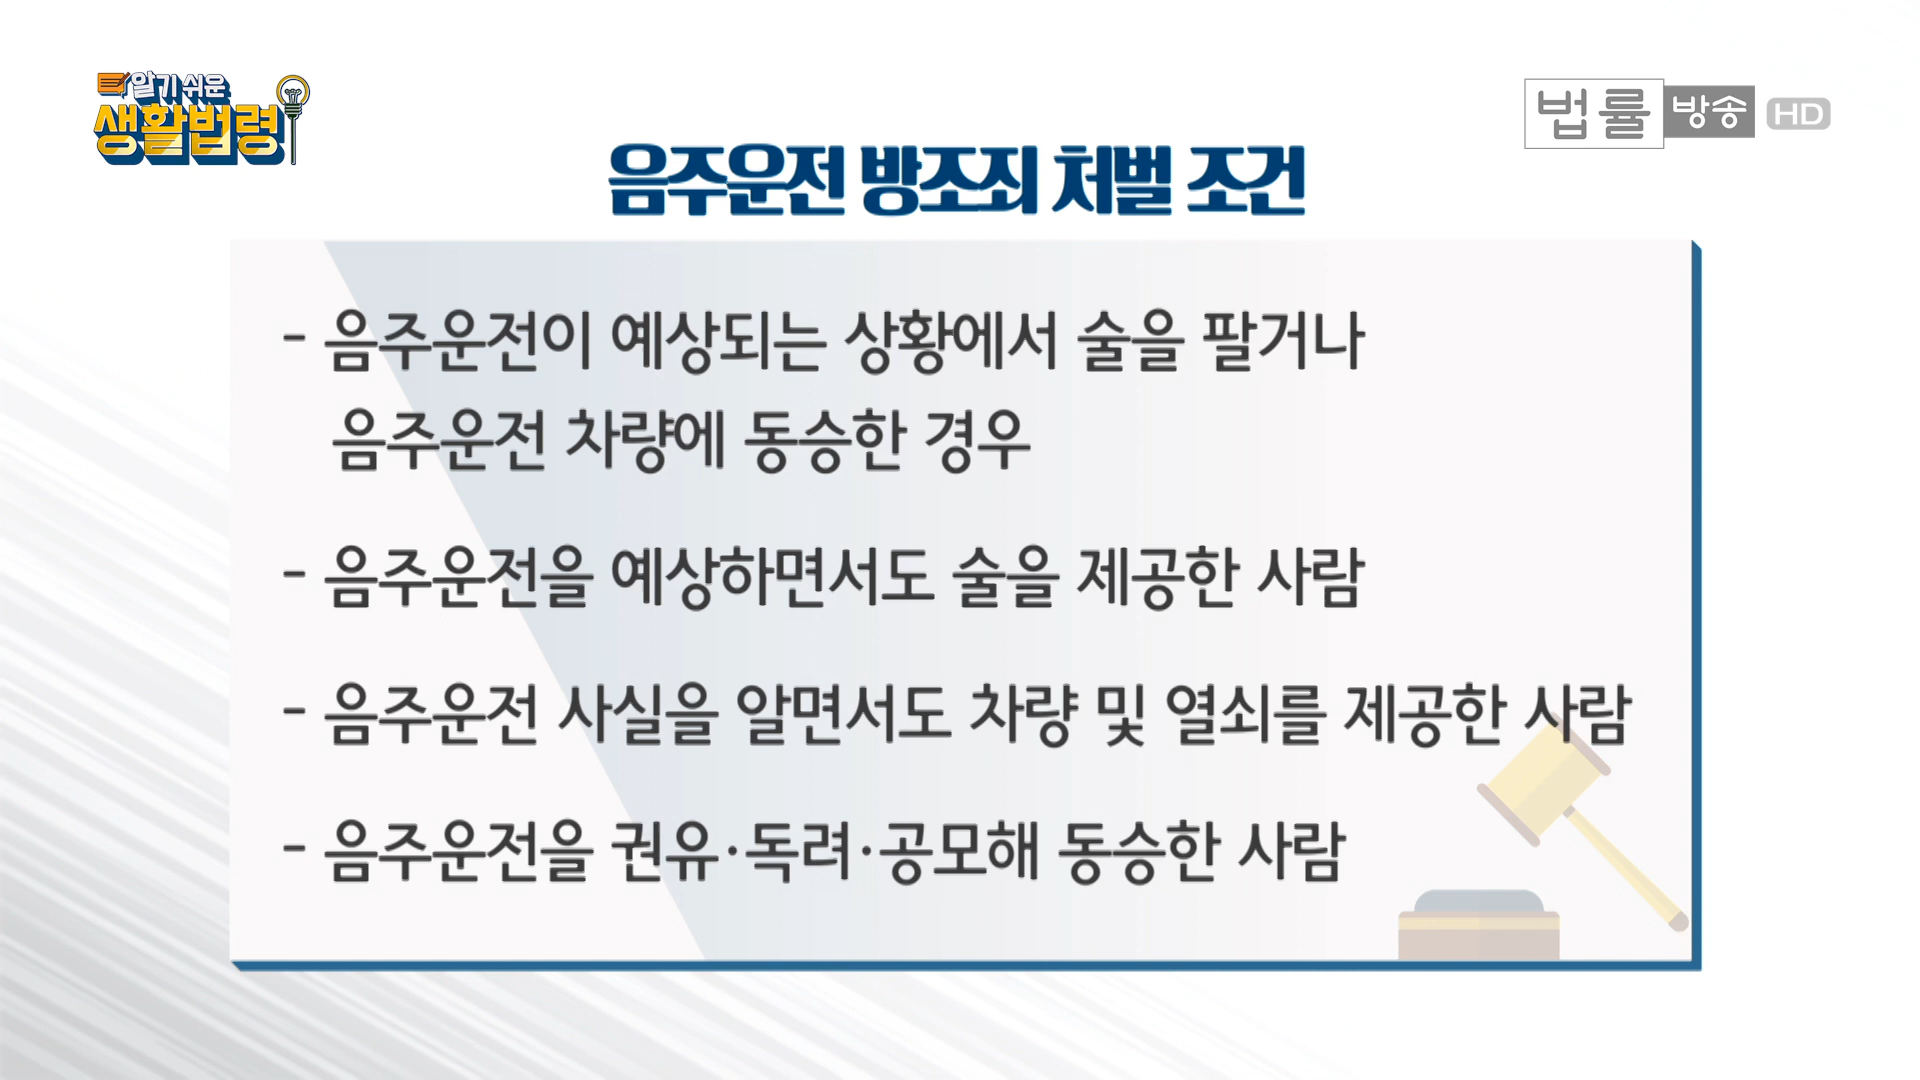 알기 쉬운
생활법령
법률방송 HD
음주운전 방조죄 처벌 조건
- 음주운전이 예상되는 상황에서 술을 팔거나
음주운전 차량에 동승한 경우
- 음주운전을 예상하면서도 술을 제공한 사람
- 음주운전 사실을 알면서도 차량 및 열쇠를 제공한 사람
- 음주운전을 권유·독려·공모해 동승한 사람